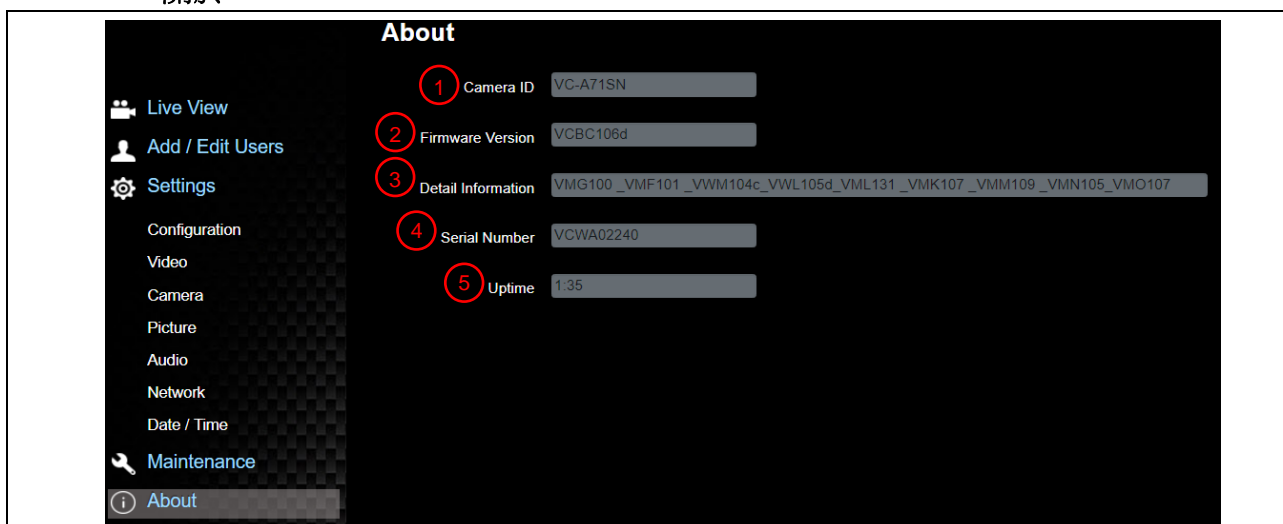 About
1 Camera ID VC-A71SN
2 Firmware Version VCBC106d
3 Detail Information VMG100 _VMF101 _VWM104c_VWL105d_VML131 _VMK107 _VMM109 _VMN105_VMO107
4 Serial Number VCWA02240
5 Uptime 1:35
Live View
Add / Edit Users
Settings
Configuration
Video
Camera
Picture
Audio
Network
Date / Time
Maintenance
About